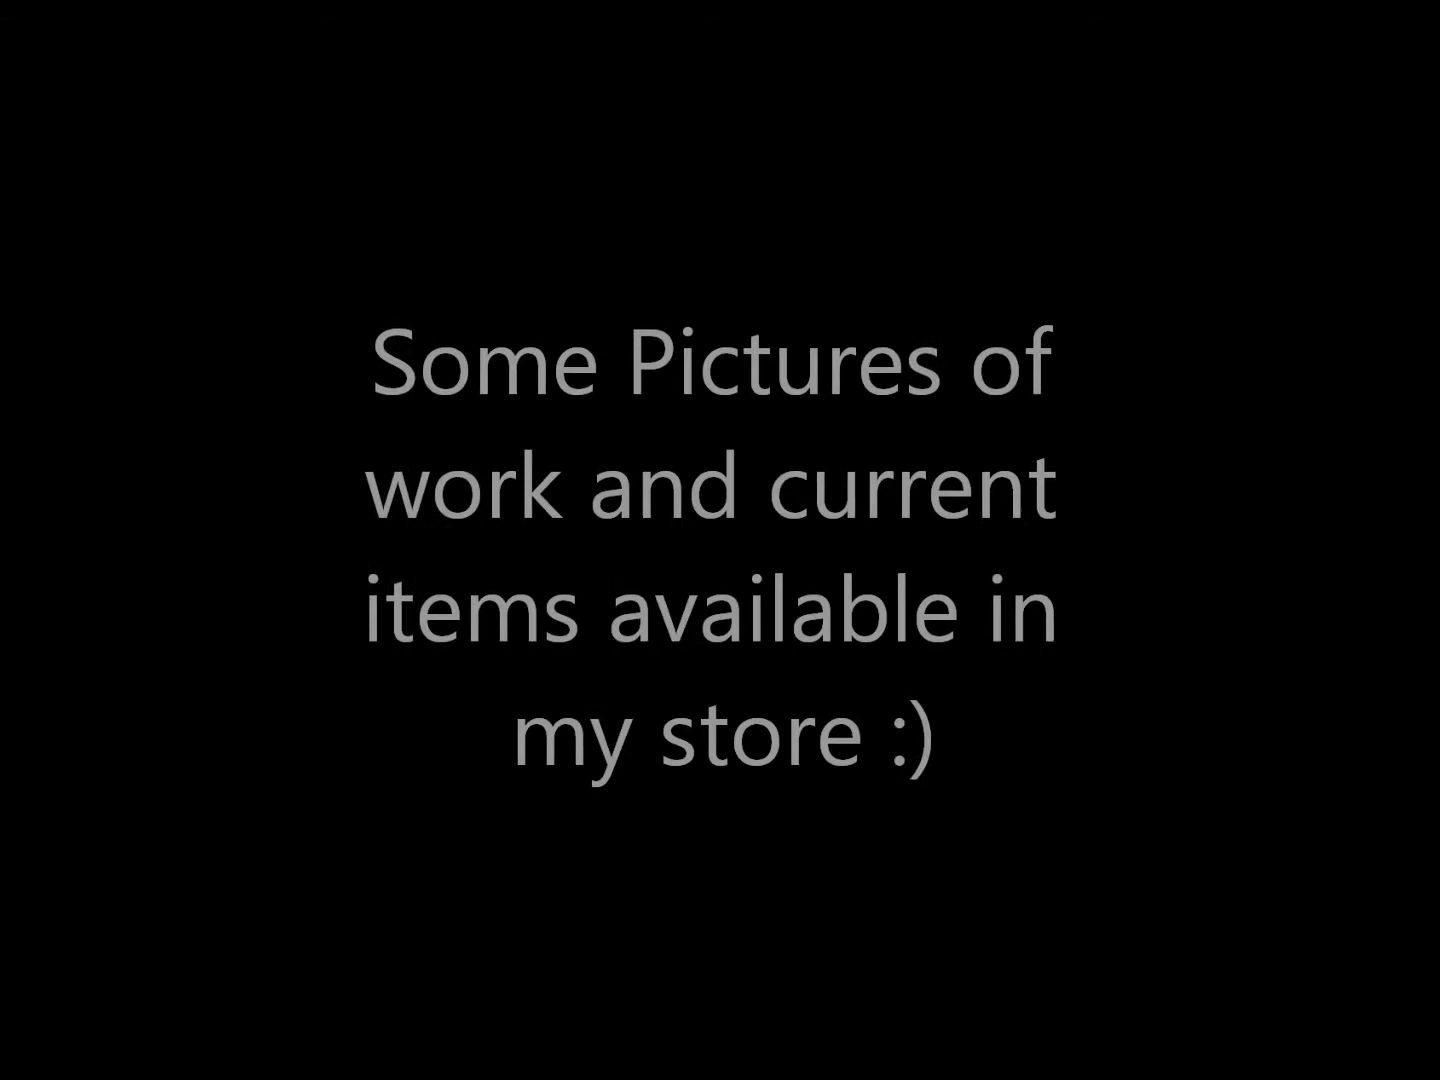 Some Pictures of
work and current
items available in
my store :)